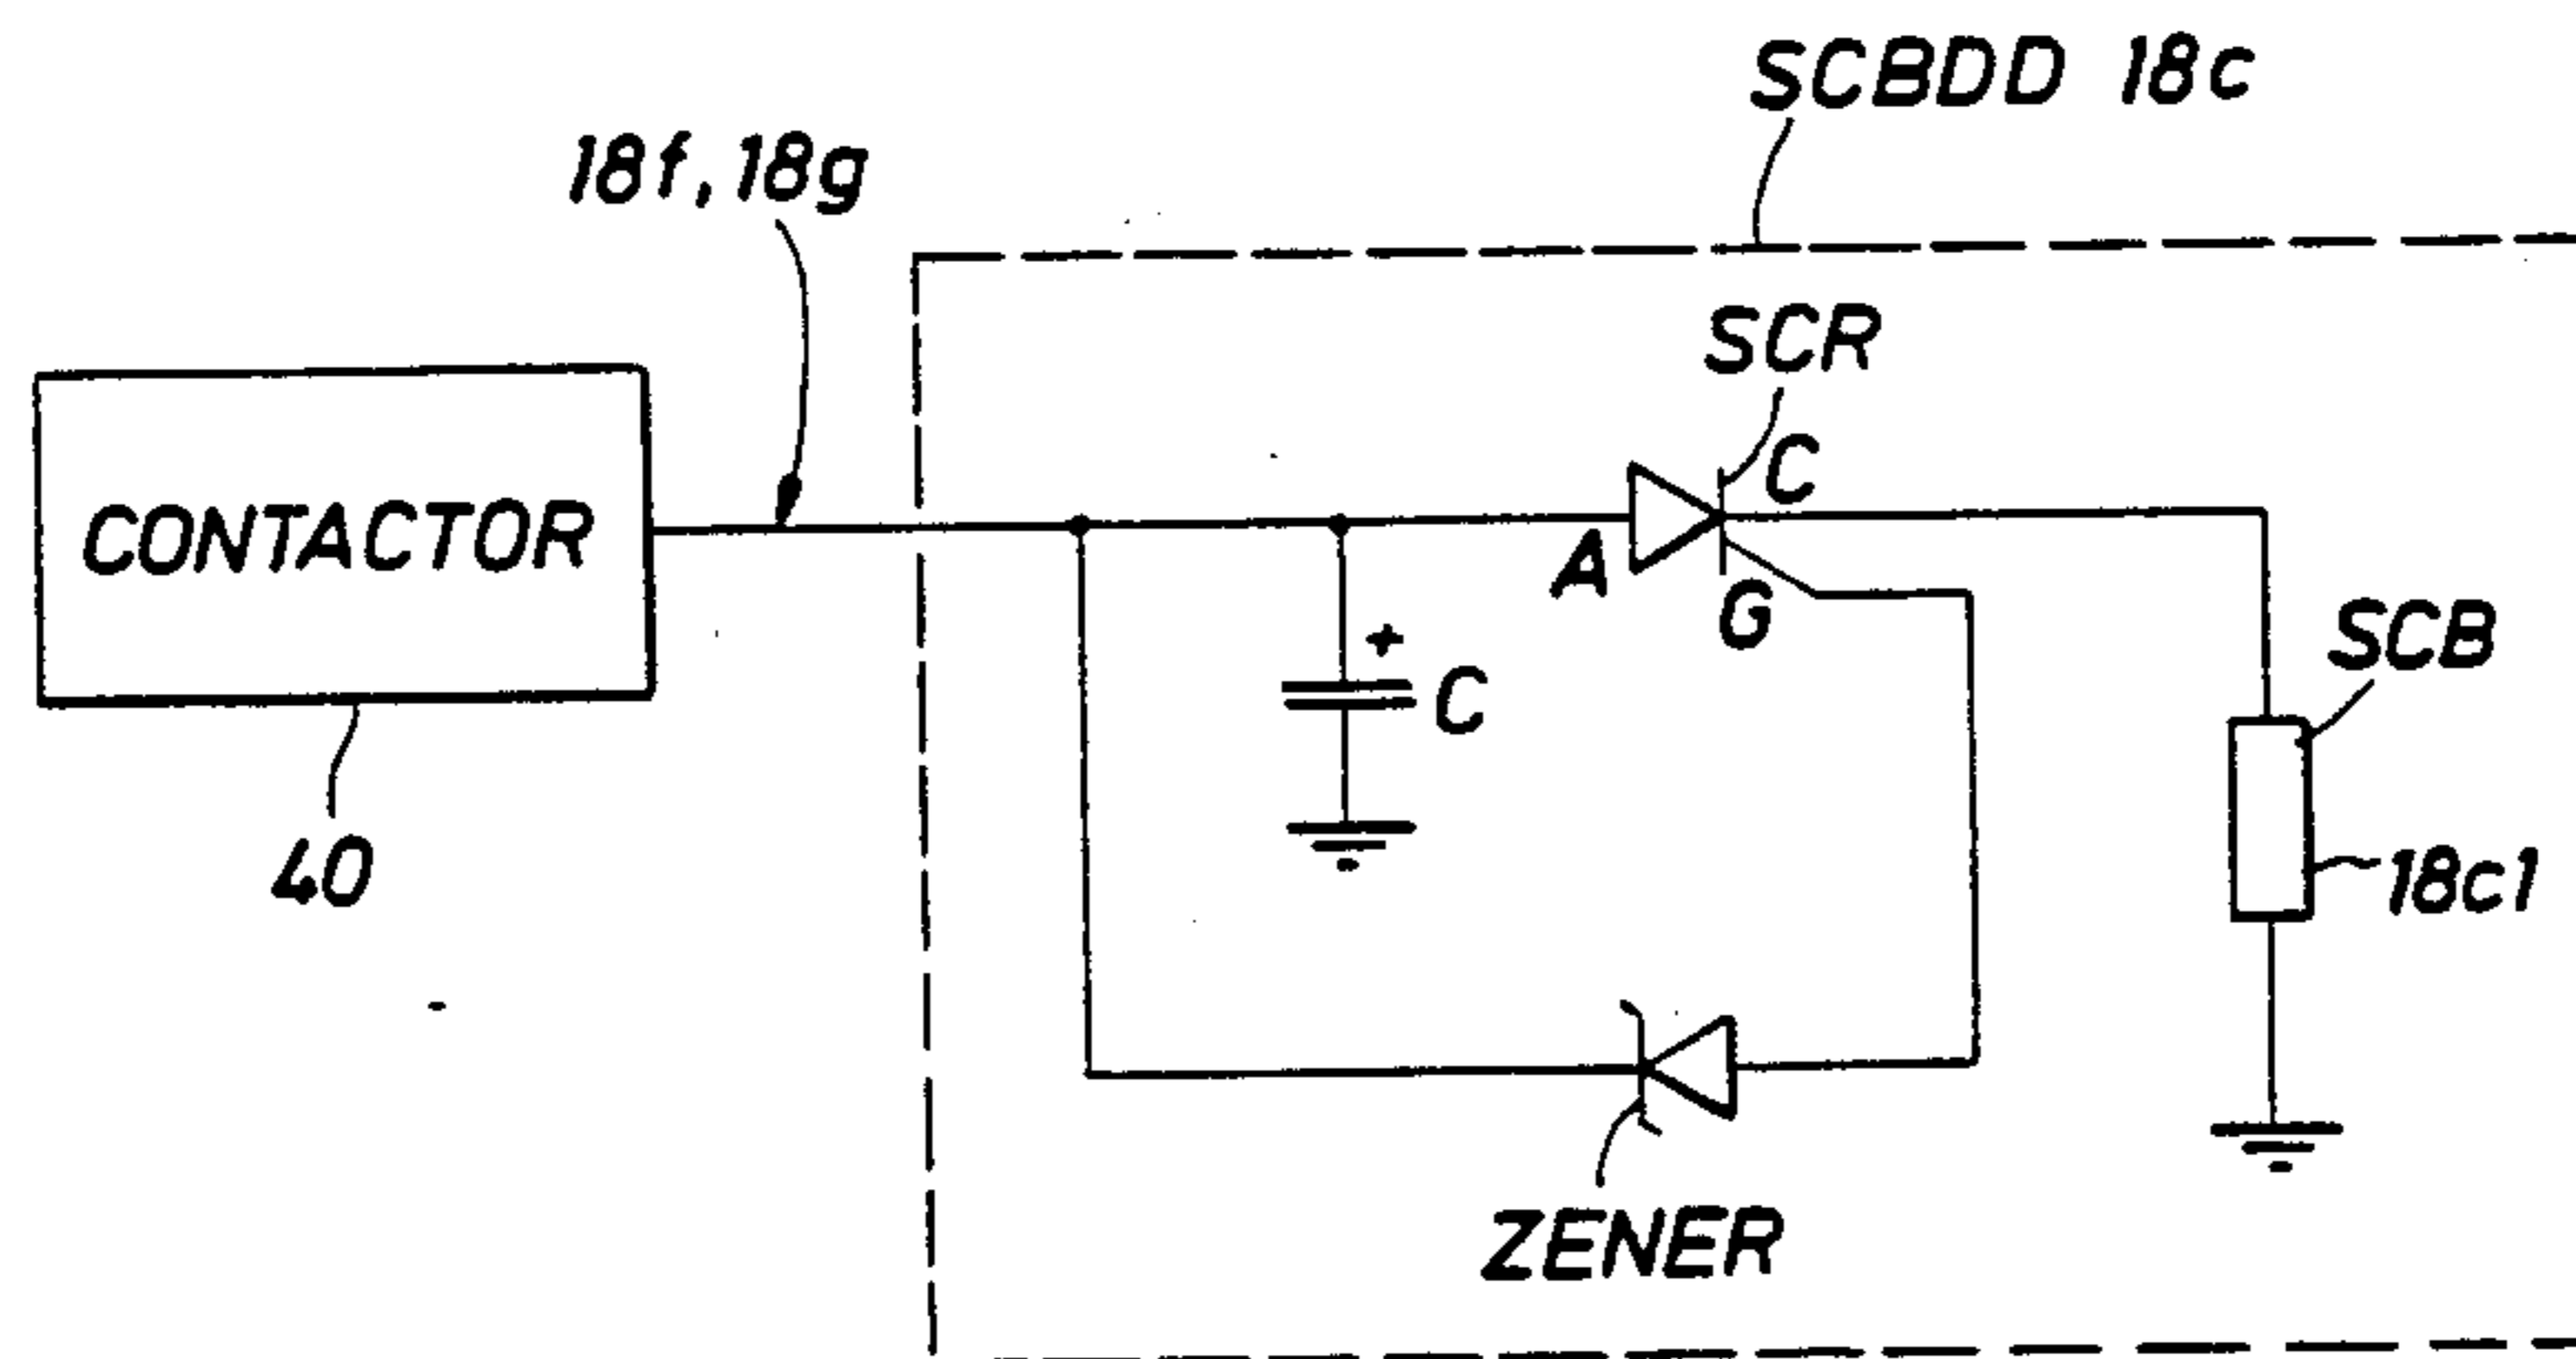 SCBDD 18c
18f, 18g
SCR
C
CONTACTOR
A
G
+
C
SCB
40
18c1
ZENER